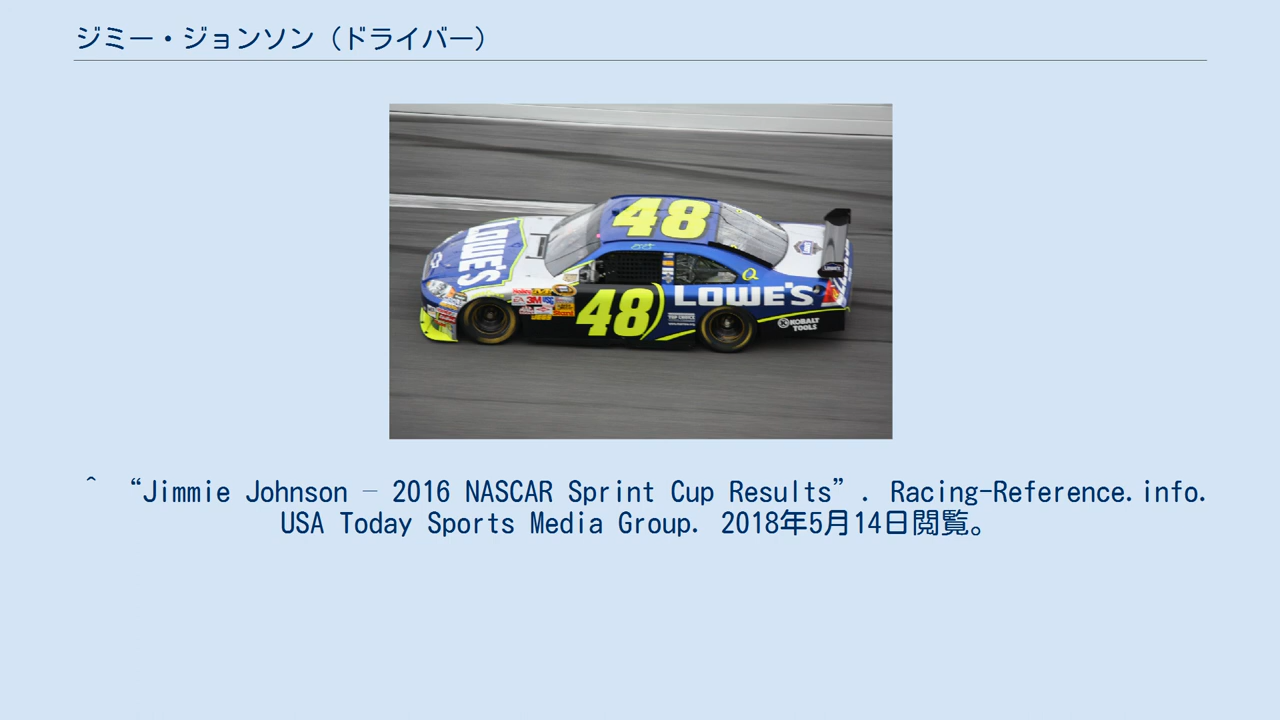 ジミー・ジョンソン（ドライバー）
48
LOWE'S
48
LOWE'S
3M
KOBALT
TOOLS
^ “Jimmie Johnson – 2016 NASCAR Sprint Cup Results”. Racing-Reference.info.
USA Today Sports Media Group. 2018年5月14日閲覧。